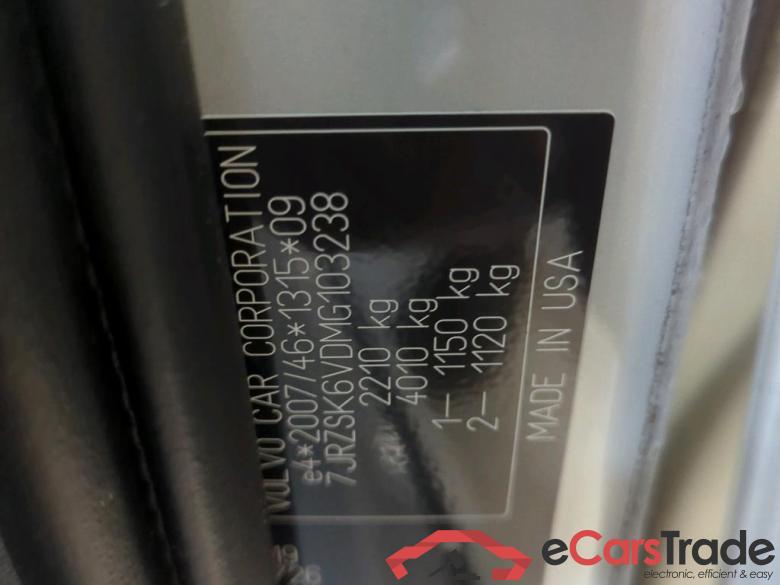 VOLVO CAR CORPORATION
e4*2007/46*1315*09
7JRZSK6VDMG103238
2210 kg
4010 kg
1— 1150 kg
2— 1120 kg
MADE IN USA
eCarsTrade
electronic, efficient & easy